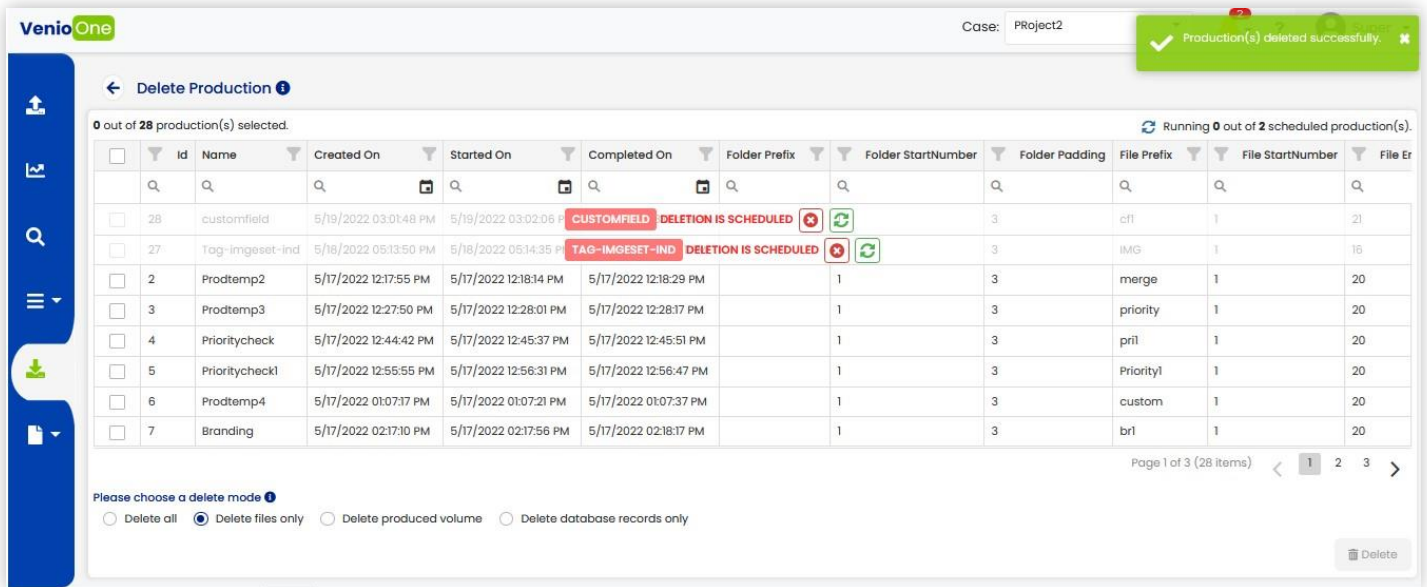 VenioOne
Case: PRoject2
2
?
Super
Production(s) deleted successfully.
Delete Production
0 out of 28 production(s) selected.
Running 0 out of 2 scheduled production(s).
Id Name Created On Started On Completed On Folder Prefix Folder StartNumber Folder Padding File Prefix File StartNumber File Er
28 customfield 5/19/2022 03:01:48 PM 5/19/2022 03:02:06 P CUSTOMFIELD DELETION IS SCHEDULED 3 cf1 1 21
27 Tag-imgeset-ind 5/18/2022 05:13:50 PM 5/18/2022 05:14:35 P TAG-IMGESET-IND DELETION IS SCHEDULED 3 IMG 1 16
2 Prodtemp2 5/17/2022 12:17:55 PM 5/17/2022 12:18:14 PM 5/17/2022 12:18:29 PM 1 3 merge 1 20
3 Prodtemp3 5/17/2022 12:27:50 PM 5/17/2022 12:28:01 PM 5/17/2022 12:28:17 PM 1 3 priority 1 20
4 Prioritycheck 5/17/2022 12:44:42 PM 5/17/2022 12:45:37 PM 5/17/2022 12:45:51 PM 1 3 pri1 1 20
5 Prioritycheck1 5/17/2022 12:55:55 PM 5/17/2022 12:56:31 PM 5/17/2022 12:56:47 PM 1 3 Priority1 1 20
6 Prodtemp4 5/17/2022 01:07:17 PM 5/17/2022 01:07:21 PM 5/17/2022 01:07:37 PM 1 3 custom 1 20
7 Branding 5/17/2022 02:17:10 PM 5/17/2022 02:17:56 PM 5/17/2022 02:18:17 PM 1 3 br1 1 20
Page 1 of 3 (28 items) 1 2 3
Please choose a delete mode
Delete all Delete files only Delete produced volume Delete database records only
Delete